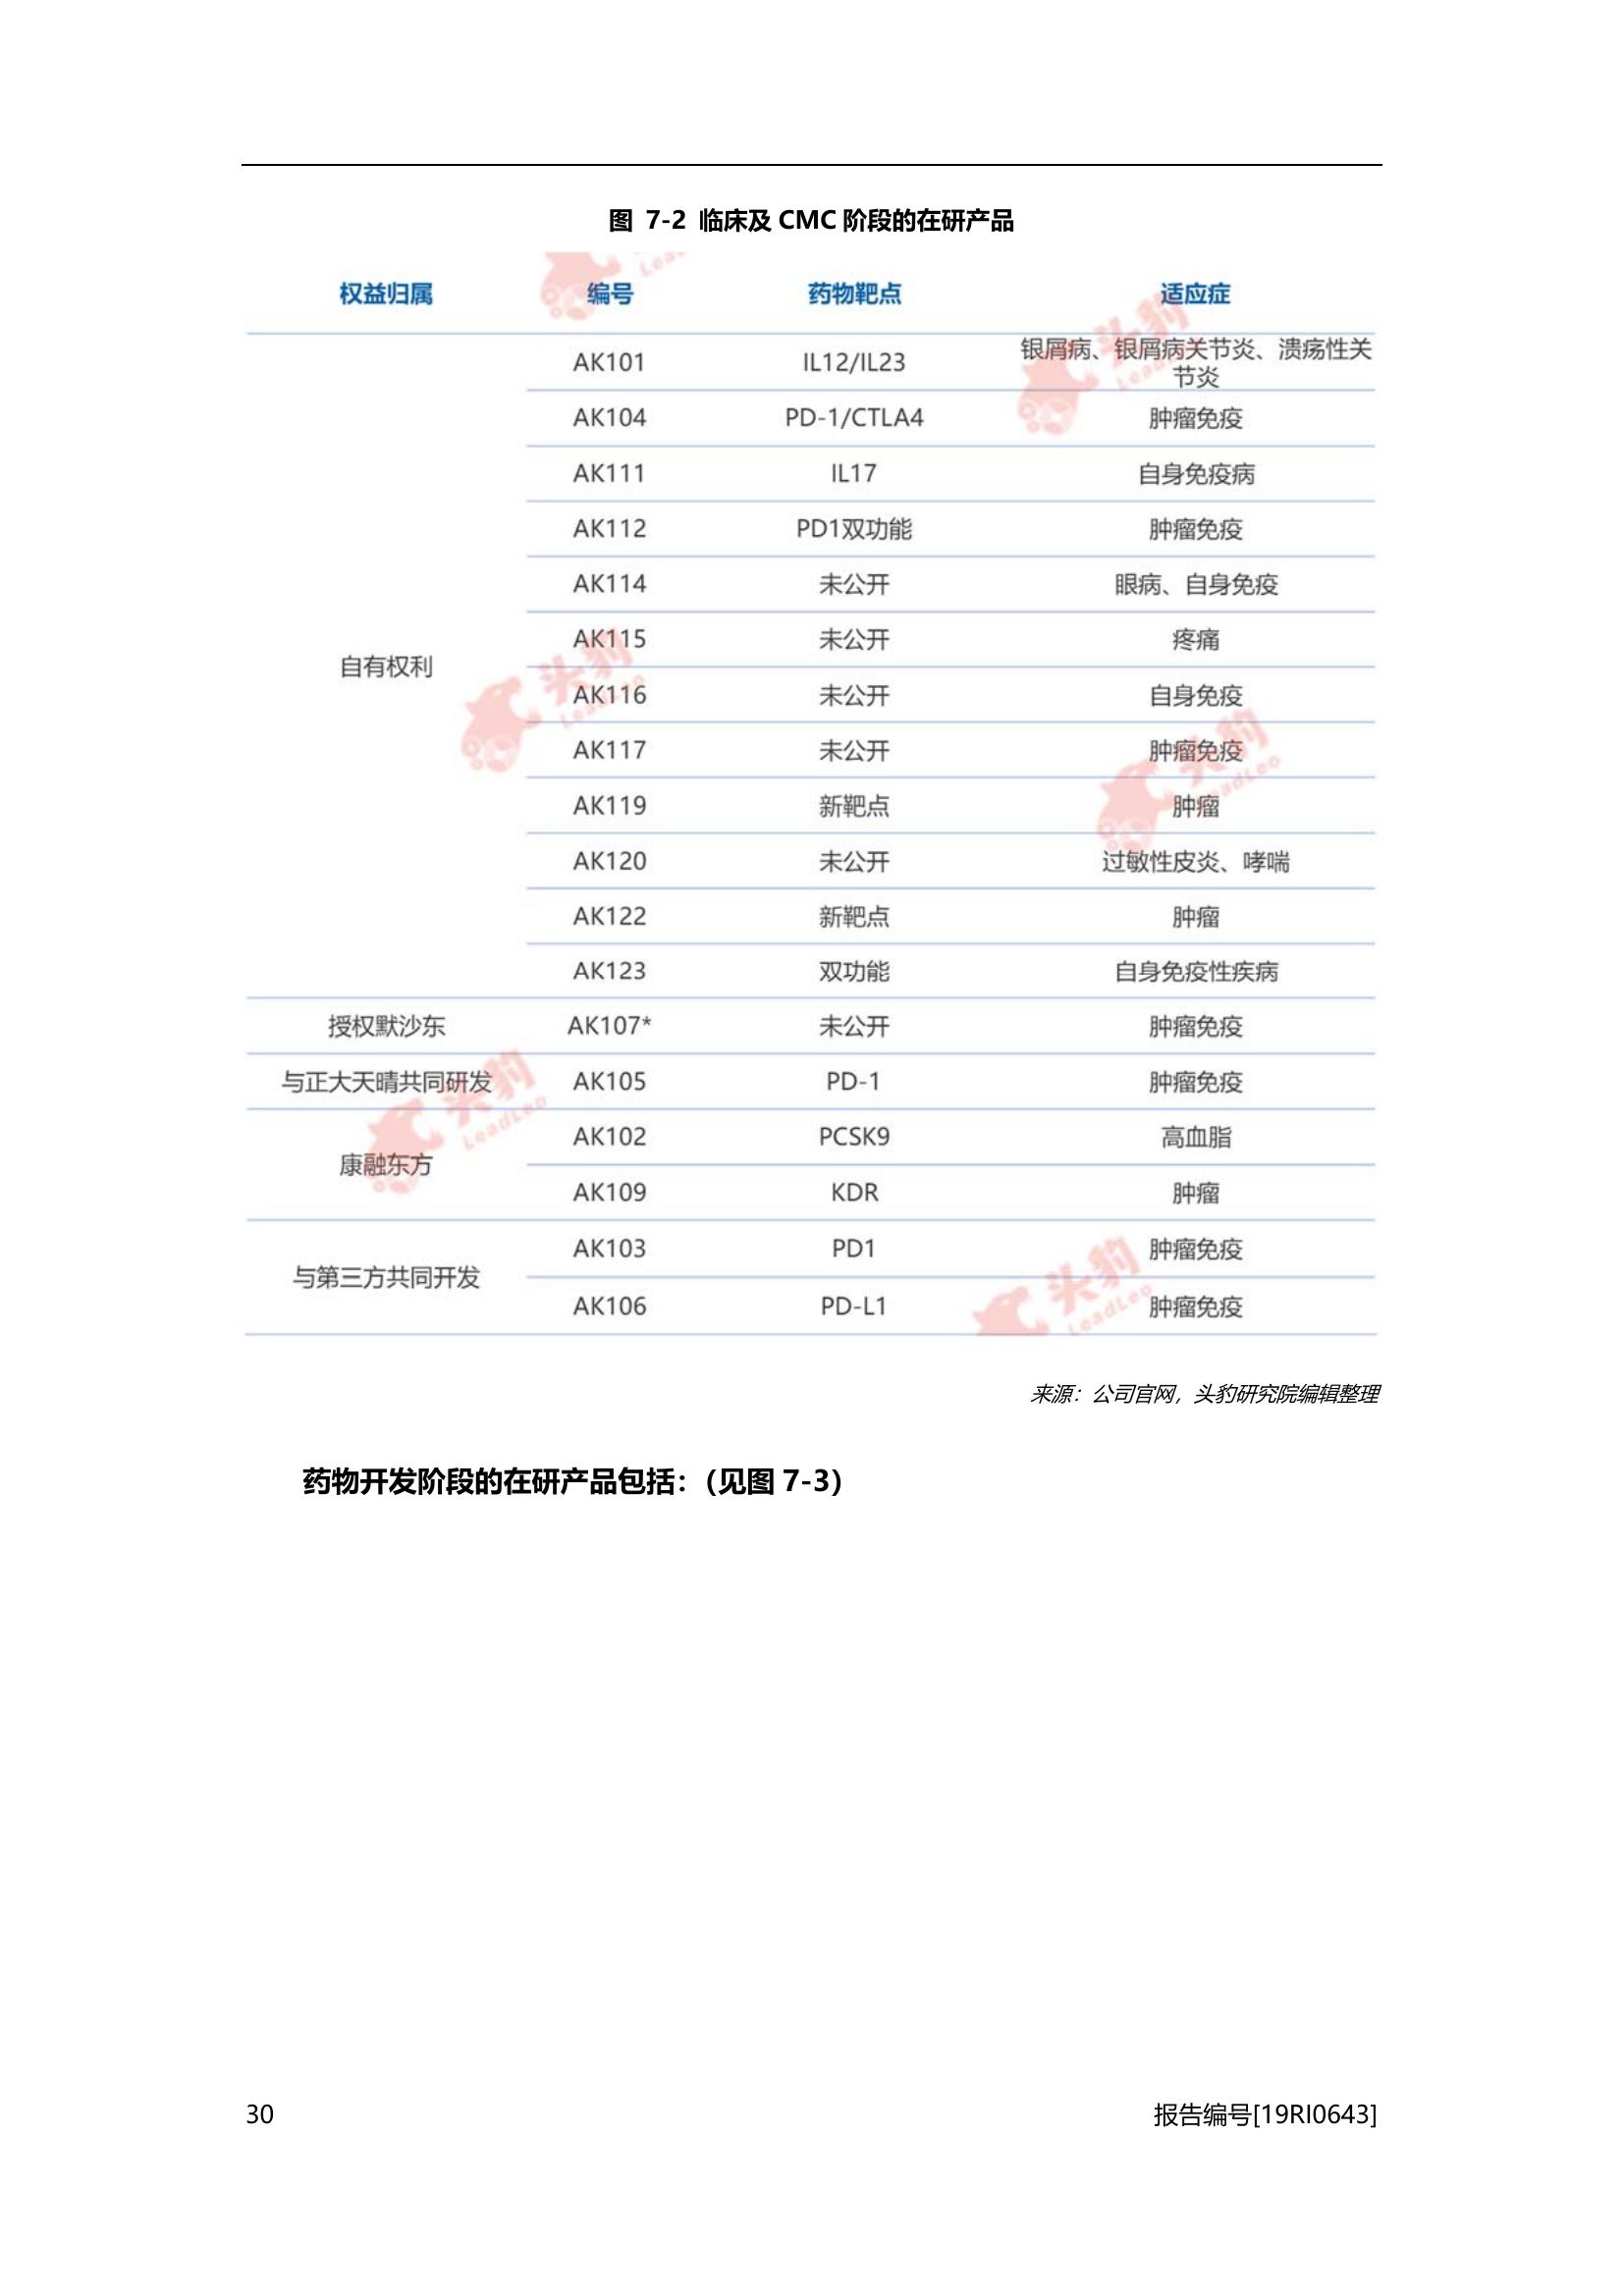 图 7-2 临床及 CMC 阶段的在研产品
权益归属 编号 药物靶点 适应症
AK101 IL12/IL23 银屑病、银屑病关节炎、溃疡性关
节炎
AK104 PD-1/CTLA4 肿瘤免疫
AK111 IL17 自身免疫病
AK112 PD1双功能 肿瘤免疫
AK114 未公开 眼病、自身免疫
AK115 未公开 疼痛
自有权利
AK116 未公开 自身免疫
AK117 未公开 肿瘤免疫
AK119 新靶点 肿瘤
AK120 未公开 过敏性皮炎、哮喘
AK122 新靶点 肿瘤
AK123 双功能 自身免疫性疾病
授权默沙东 AK107* 未公开 肿瘤免疫
与正大天晴共同研发 AK105 PD-1 肿瘤免疫
康融东方
AK102 PCSK9 高血脂
AK109 KDR 肿瘤
与第三方共同开发
AK103 PD1 肿瘤免疫
AK106 PD-L1 肿瘤免疫
头豹
LeadLeo
来源：公司官网，头豹研究院编辑整理
药物开发阶段的在研产品包括：（见图 7-3）
30 报告编号[19RI0643]